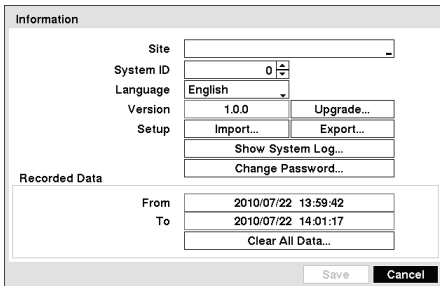 Information
Site
System ID 0
Language English
Version 1.0.0 Upgrade...
Setup Import... Export...
Show System Log...
Change Password...
Recorded Data
From 2010/07/22 13:59:42
To 2010/07/22 14:01:17
Clear All Data...
Save Cancel